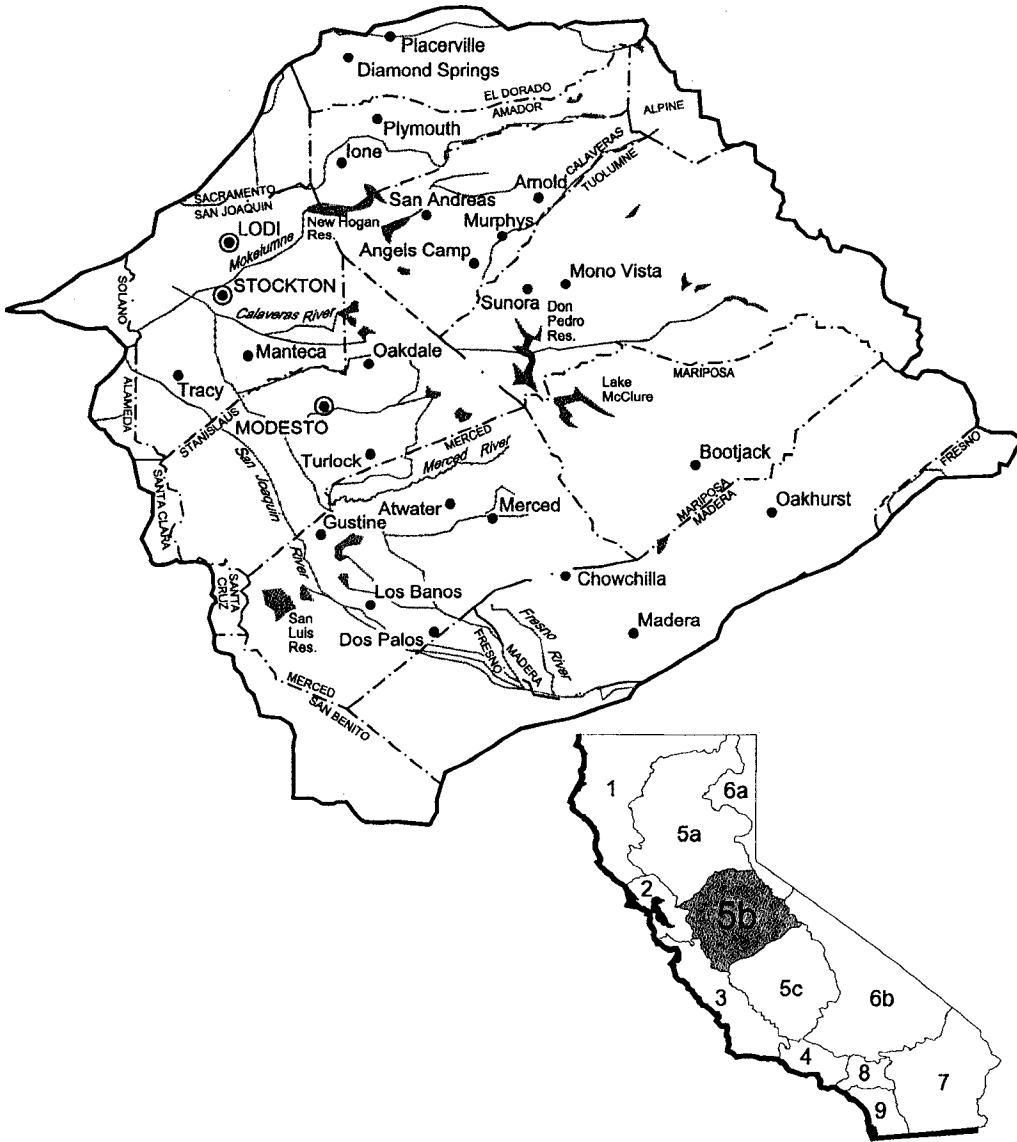 Placerville
Diamond Springs
EL DORADO
AMADOR
ALPINE
Plymouth
Ione
CALAVERAS
TUOLUMNE
SACRAMENTO
SAN JOAQUIN
San Andreas
Arnold
New Hogan
Res.
Murphys
LODI
Mokelumne
Angels Camp
Mono Vista
SOLANO
STOCKTON
Sunora
Don
Pedro
Res.
Calaveras River
Manteca
Oakdale
MARIPOSA
Tracy
Lake
McClure
ALAMEDA
STANISLAUS
MODESTO
MERCED
Merced River
San Joaquin
River
Turlock
Bootjack
FRESNO
SANTA CLARA
Atwater
Merced
MARIPOSA
MADERA
Oakhurst
Gustine
SANTA
CRUZ
Chowchilla
Los Banos
San
Luis
Res.
Dos Palos
Fresno
River
Madera
FRESNO
MADERA
MERCED
SAN BENITO
1
6a
5a
2
5b
3
5c
6b
4
8
7
9